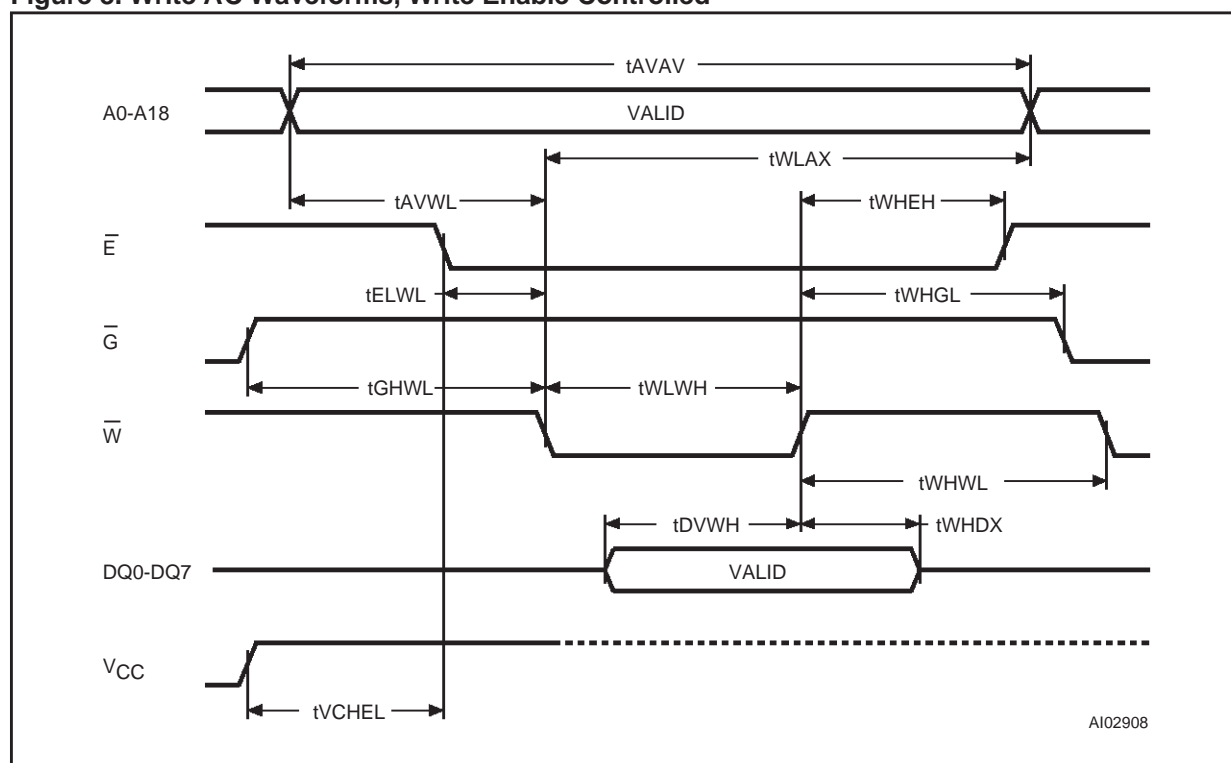 Figure 8. Write AC Waveforms, Write Enable Controlled
tAVAV
A0-A18
VALID
tWLAX
tAVWL
tWHEH
E
tELWL
tWHGL
G
tGHWL
tWLWH
W
tWHWL
tDVWH
tWHDX
DQ0-DQ7
VALID
VCC
tVCHEL
AI02908